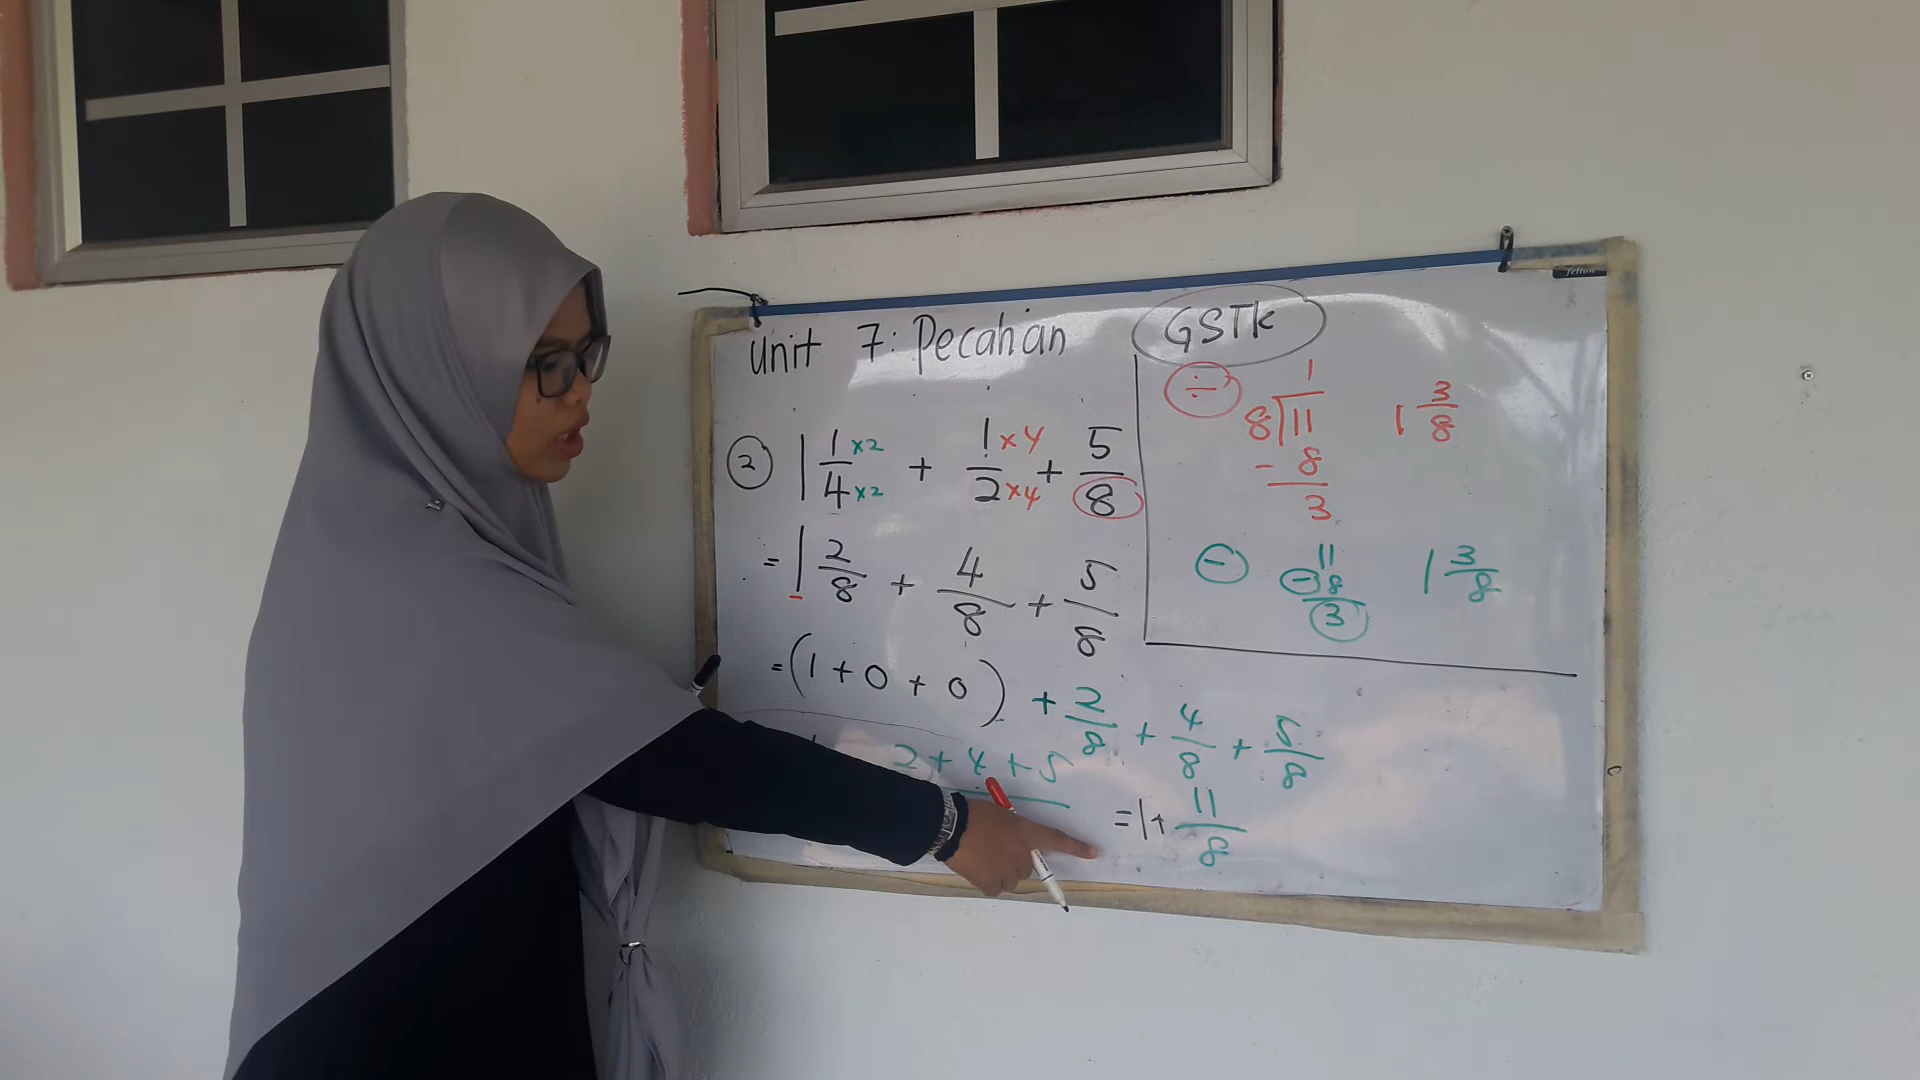 Unit 7: Pecahan
GSTK
② 1 1/4 ×2 ×2 + 1/2 ×4 ×4 + 5/8
= 1 2/8 + 4/8 + 5/8
= (1 + 0 + 0) + 2/8 + 4/8 + 5/8
2 + 4 + 5
= 1 + 11/8
÷
1
8 11
- 8
3
1 3/8
-
11
- 8
3
1 3/8
felton